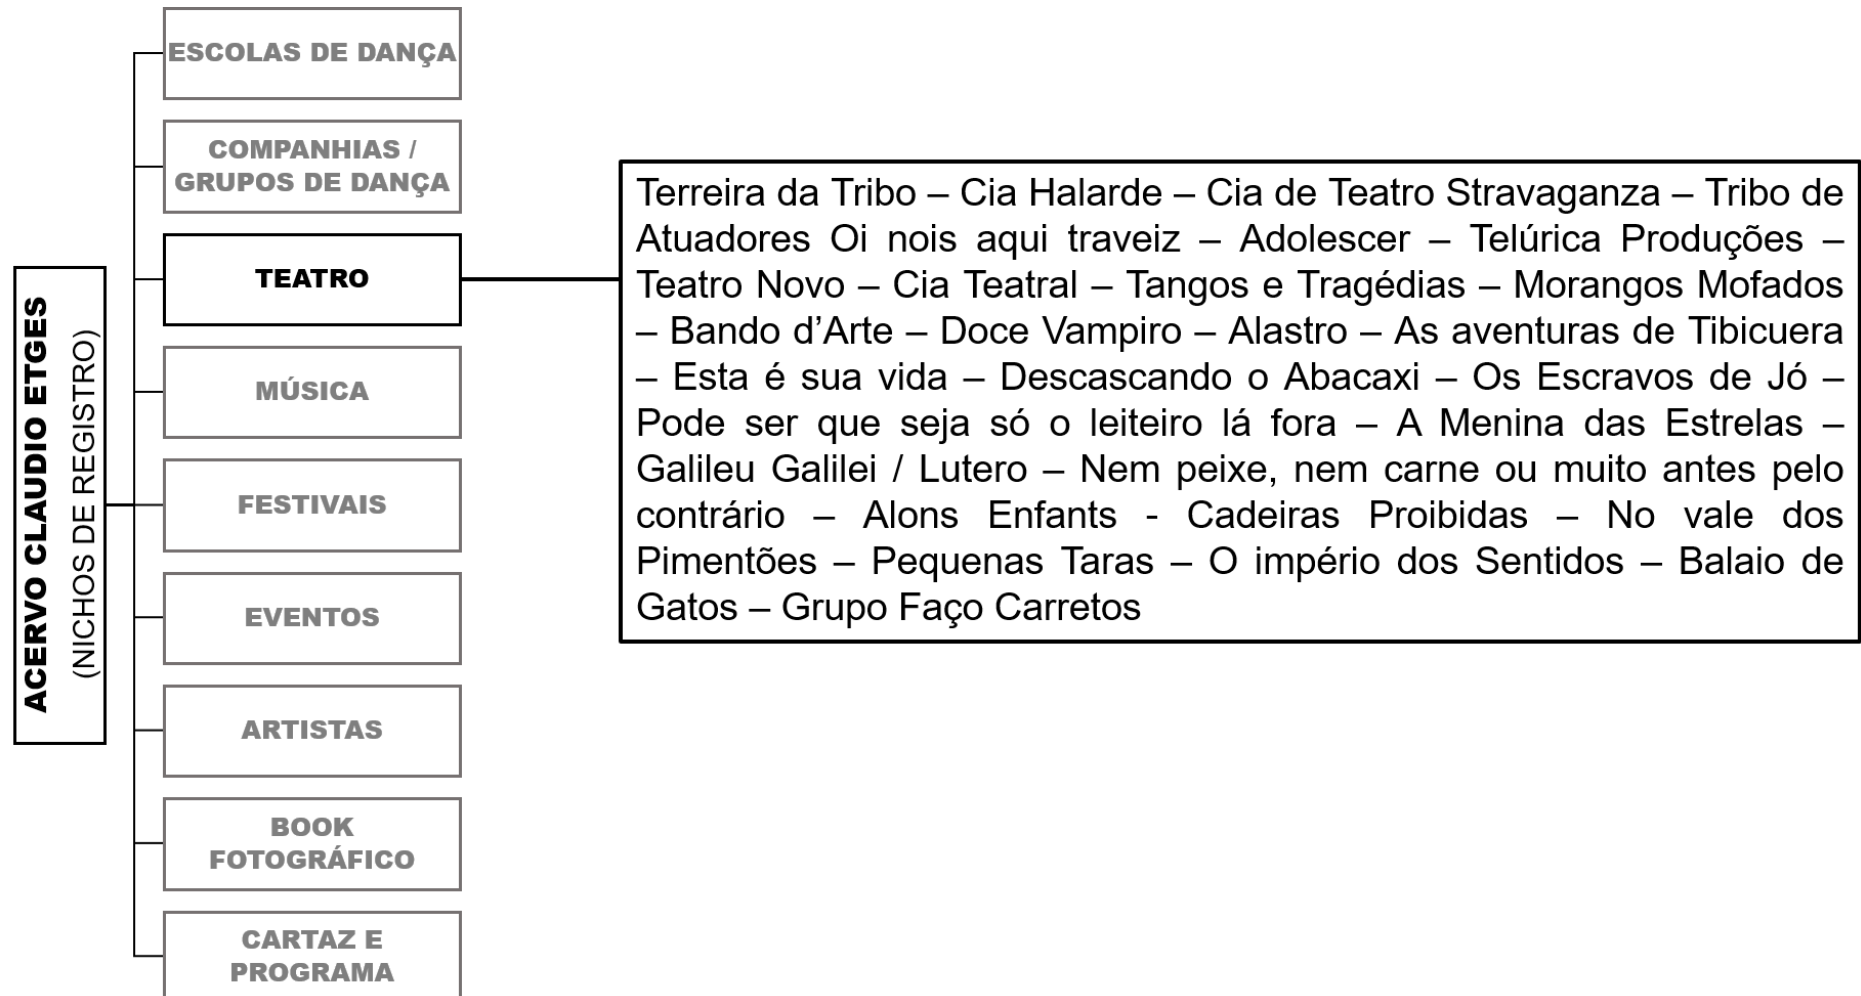 ACERVO CLAUDIO ETGES
(NICHOS DE REGISTRO)
ESCOLAS DE DANÇA
COMPANHIAS /
GRUPOS DE DANÇA
TEATRO
MÚSICA
FESTIVAIS
EVENTOS
ARTISTAS
BOOK
FOTOGRÁFICO
CARTAZ E
PROGRAMA
Terreira da Tribo – Cia Halarde – Cia de Teatro Stravaganza – Tribo de
Atuadores Oi nois aqui traveiz – Adolescer – Telúrica Produções –
Teatro Novo – Cia Teatral – Tangos e Tragédias – Morangos Mofados
– Bando d’Arte – Doce Vampiro – Alastro – As aventuras de Tibicuera
– Esta é sua vida – Descascando o Abacaxi – Os Escravos de Jó –
Pode ser que seja só o leiteiro lá fora – A Menina das Estrelas –
Galileu Galilei / Lutero – Nem peixe, nem carne ou muito antes pelo
contrário – Alons Enfants - Cadeiras Proibidas – No vale dos
Pimentões – Pequenas Taras – O império dos Sentidos – Balaio de
Gatos – Grupo Faço Carretos